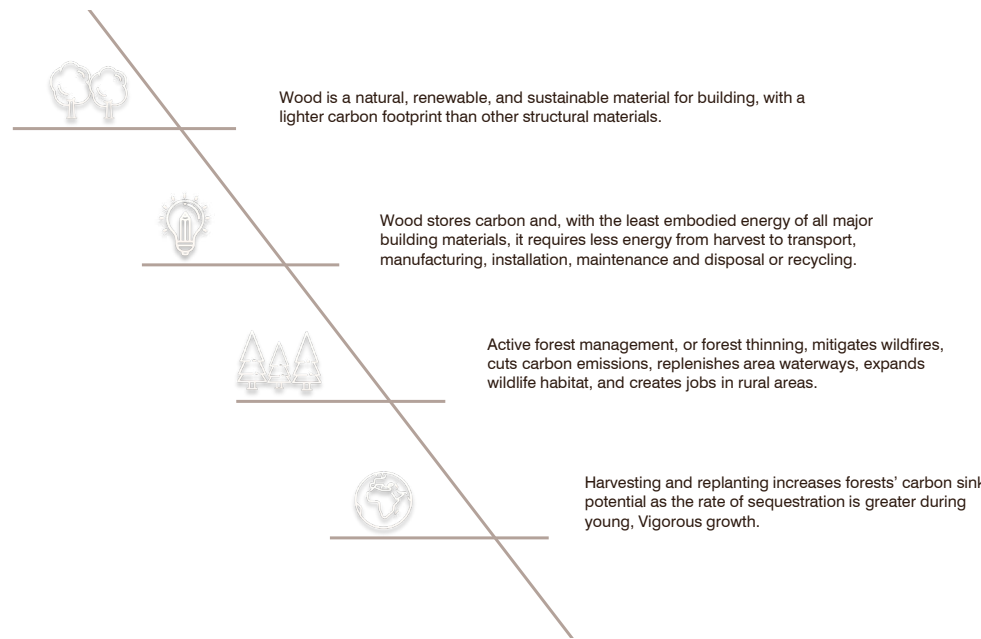 Wood is a natural, renewable, and sustainable material for building, with a
lighter carbon footprint than other structural materials.
Wood stores carbon and, with the least embodied energy of all major
building materials, it requires less energy from harvest to transport,
manufacturing, installation, maintenance and disposal or recycling.
Active forest management, or forest thinning, mitigates wildfires,
cuts carbon emissions, replenishes area waterways, expands
wildlife habitat, and creates jobs in rural areas.
Harvesting and replanting increases forests’ carbon sink
potential as the rate of sequestration is greater during
young, Vigorous growth.